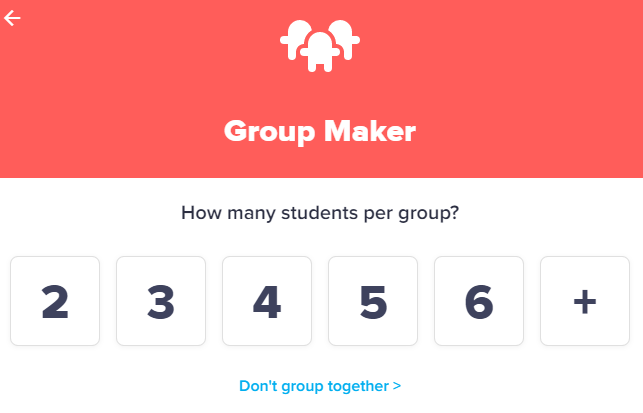 Group Maker
How many students per group?
2 3 4 5 6 +
Don't group together >